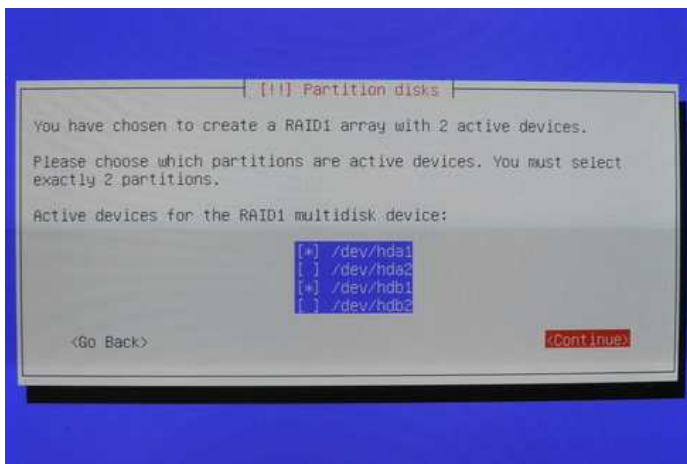 [!!] Partition disks
You have chosen to create a RAID1 array with 2 active devices.
Please choose which partitions are active devices. You must select
exactly 2 partitions.
Active devices for the RAID1 multidisk device:
[*] /dev/hda1
[ ] /dev/hda2
[*] /dev/hdb1
[ ] /dev/hdb2
<Go Back> <Continue>